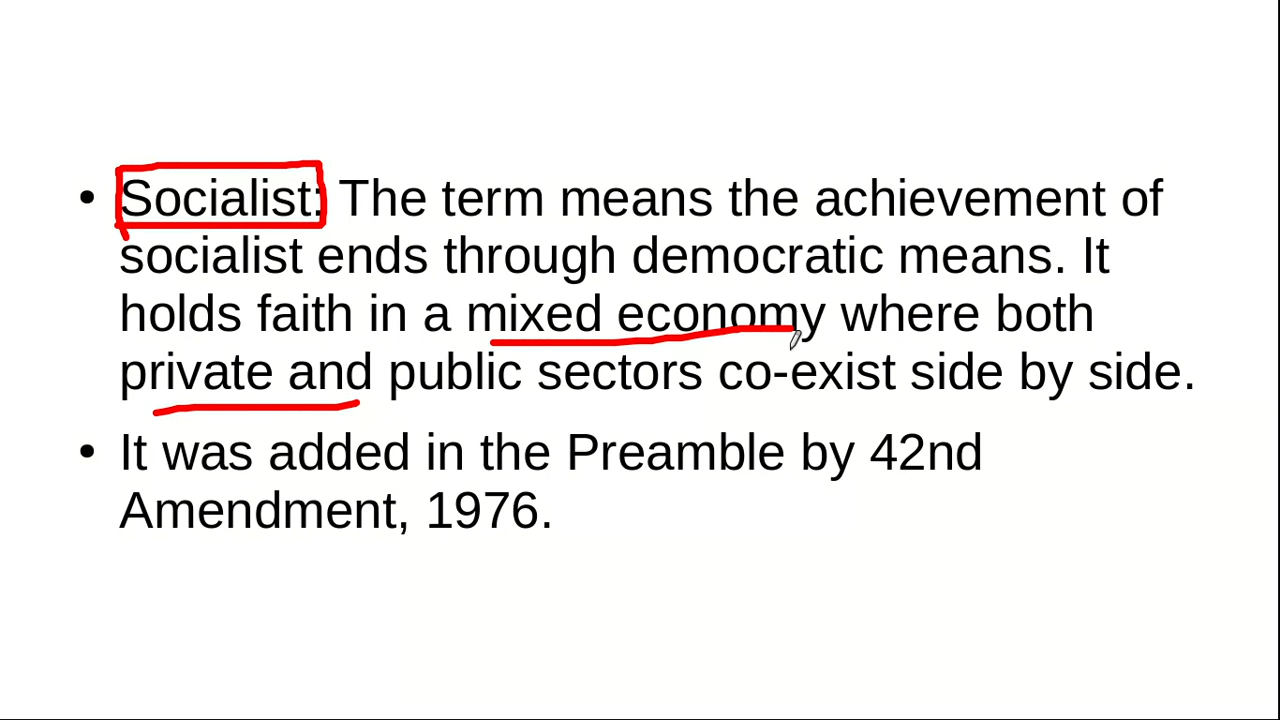 • Socialist: The term means the achievement of
socialist ends through democratic means. It
holds faith in a mixed economy where both
private and public sectors co-exist side by side.
• It was added in the Preamble by 42nd
Amendment, 1976.